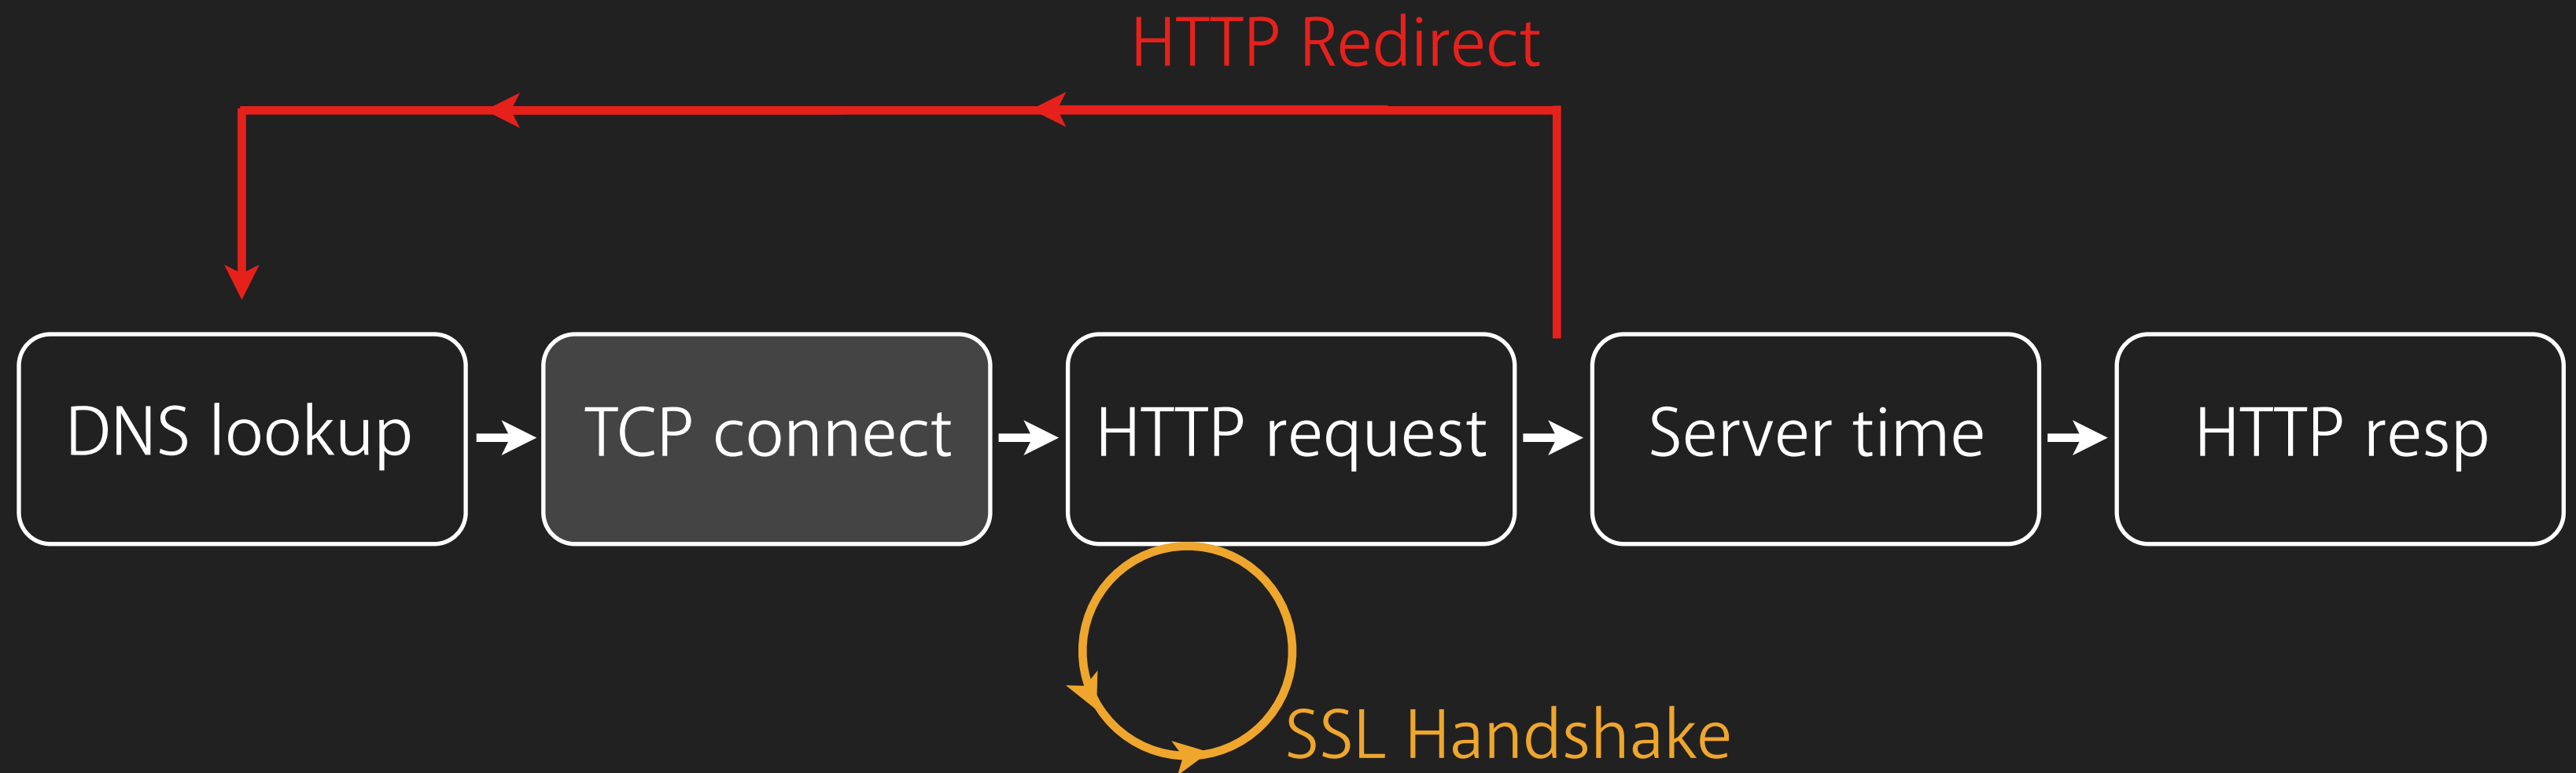 HTTP Redirect
DNS lookup
TCP connect
HTTP request
Server time
HTTP resp
SSL Handshake